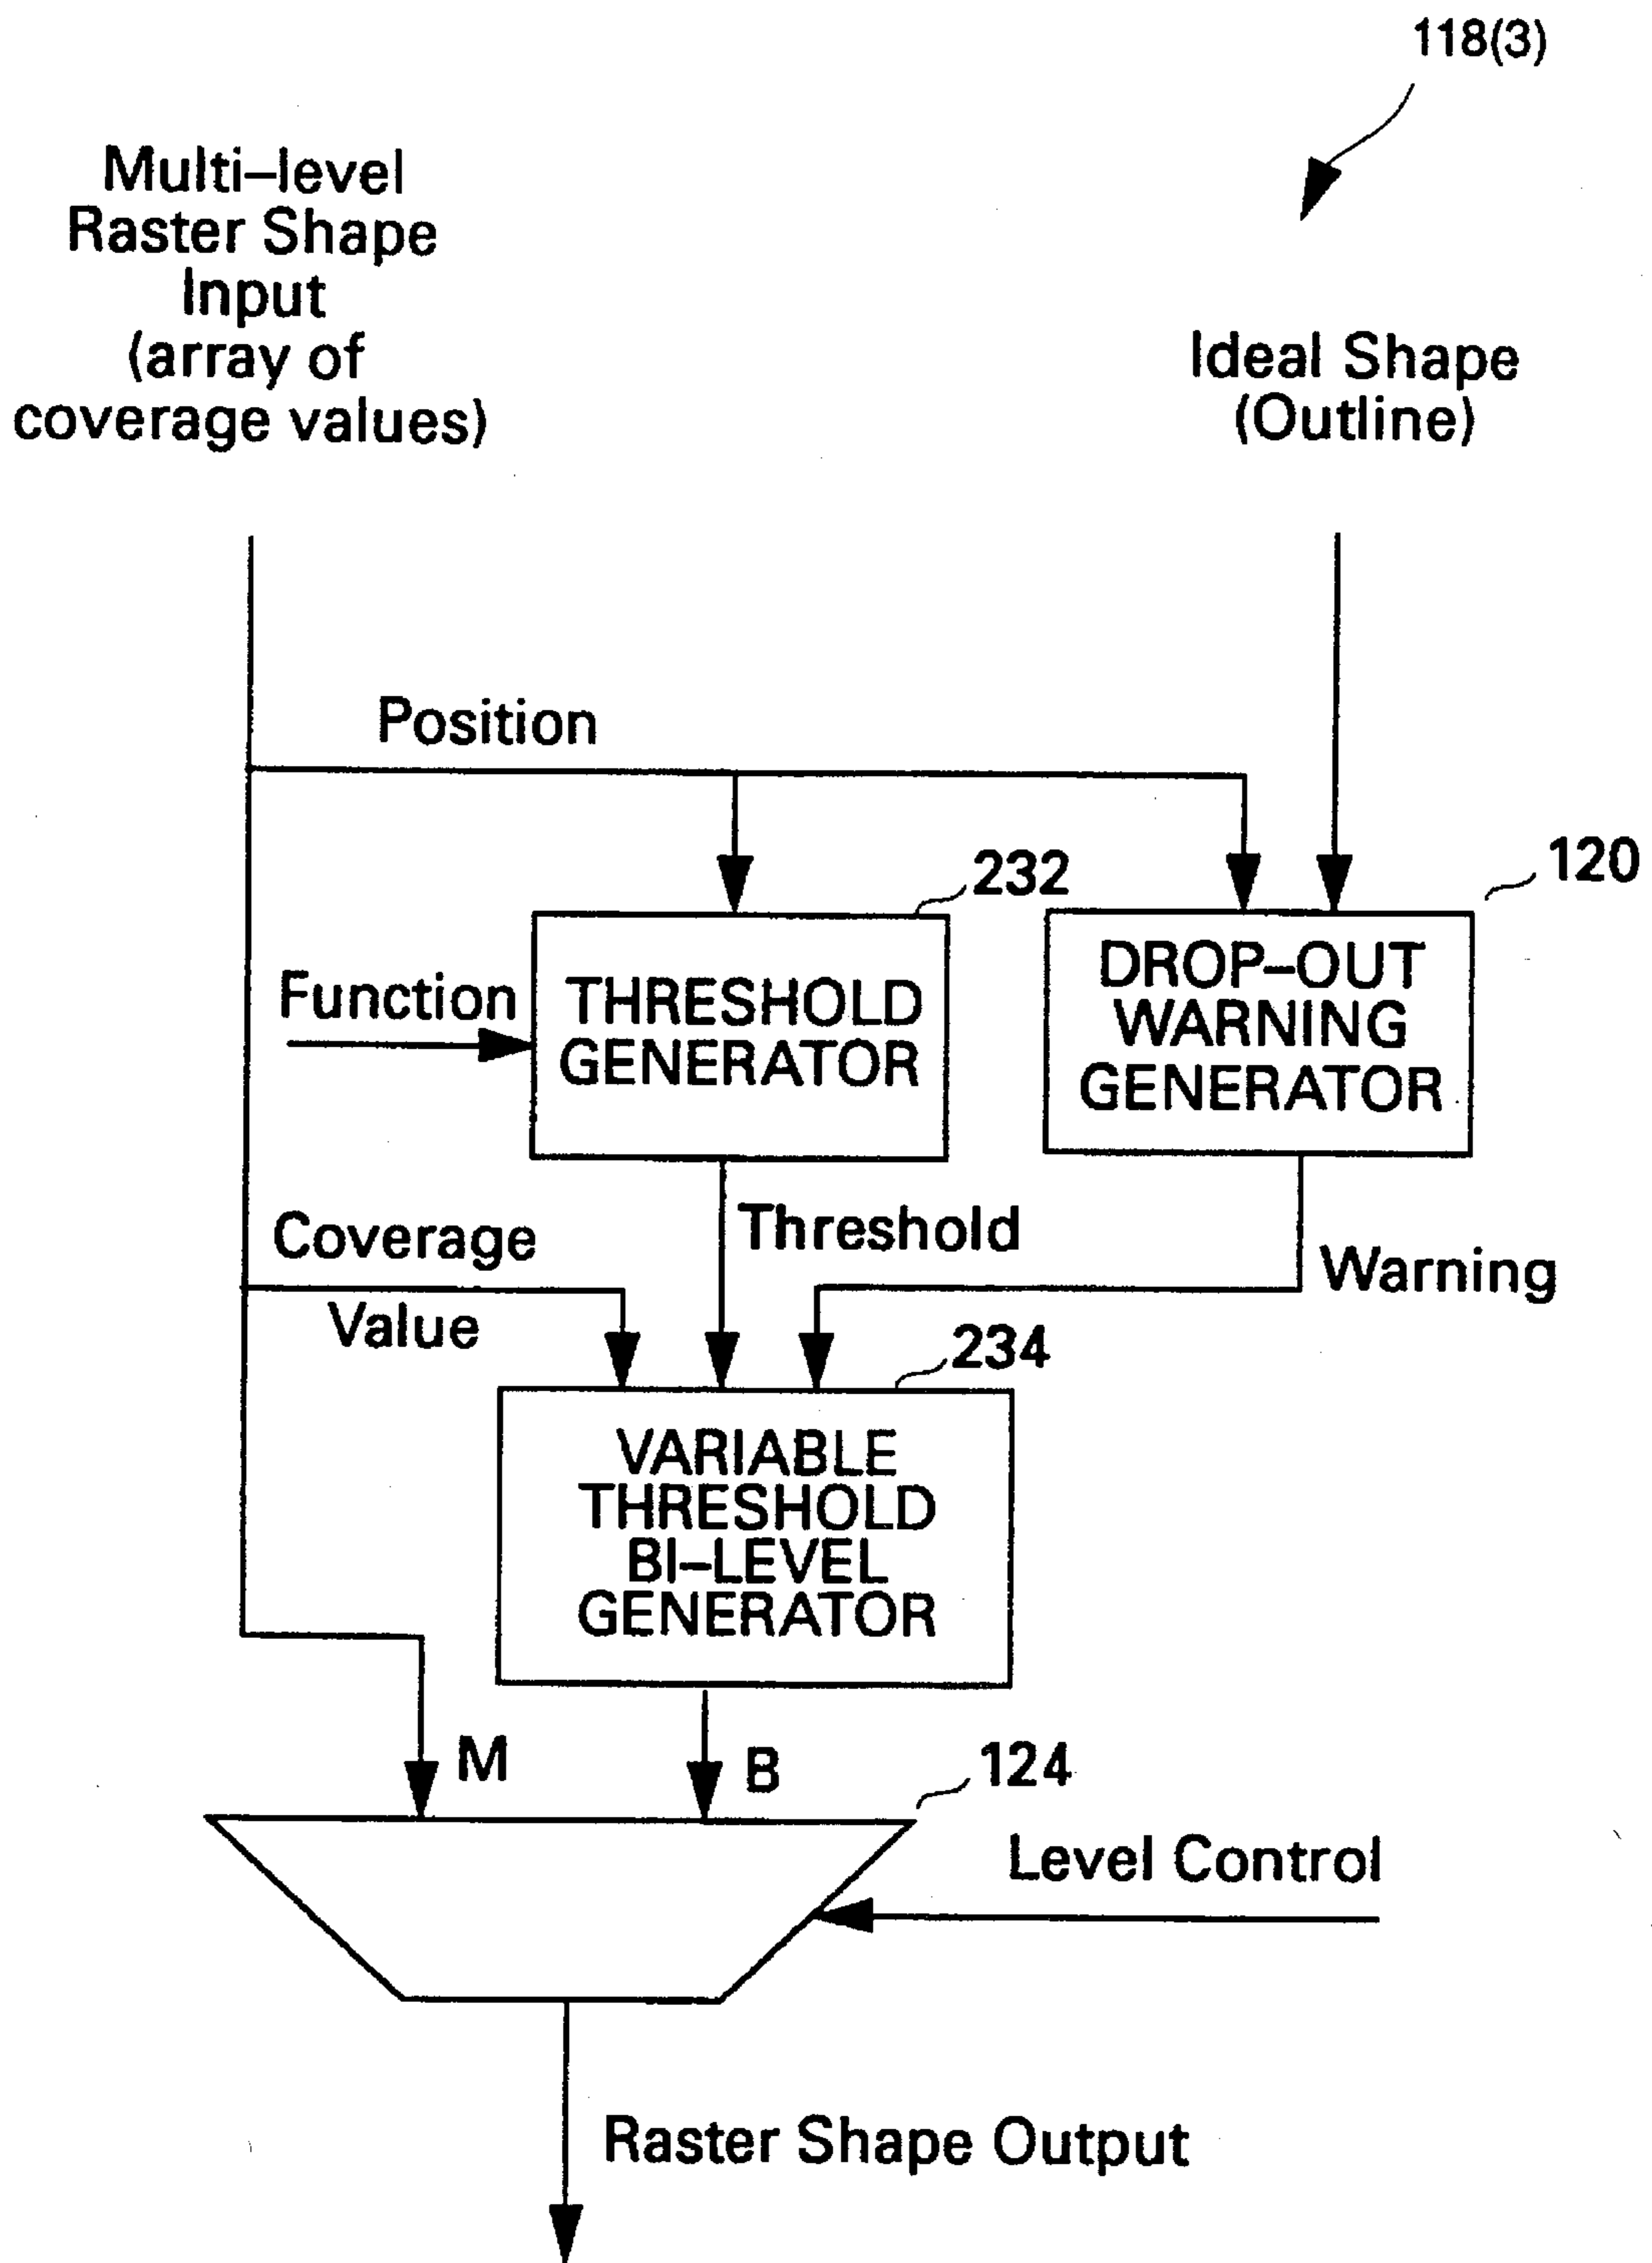 118(3)
Multi–level
Raster Shape
Input
(array of
coverage values)
Ideal Shape
(Outline)
Position
232
120
Function
THRESHOLD
GENERATOR
DROP–OUT
WARNING
GENERATOR
Coverage
Value
Threshold
Warning
234
VARIABLE
THRESHOLD
BI–LEVEL
GENERATOR
M
B
124
Level Control
Raster Shape Output